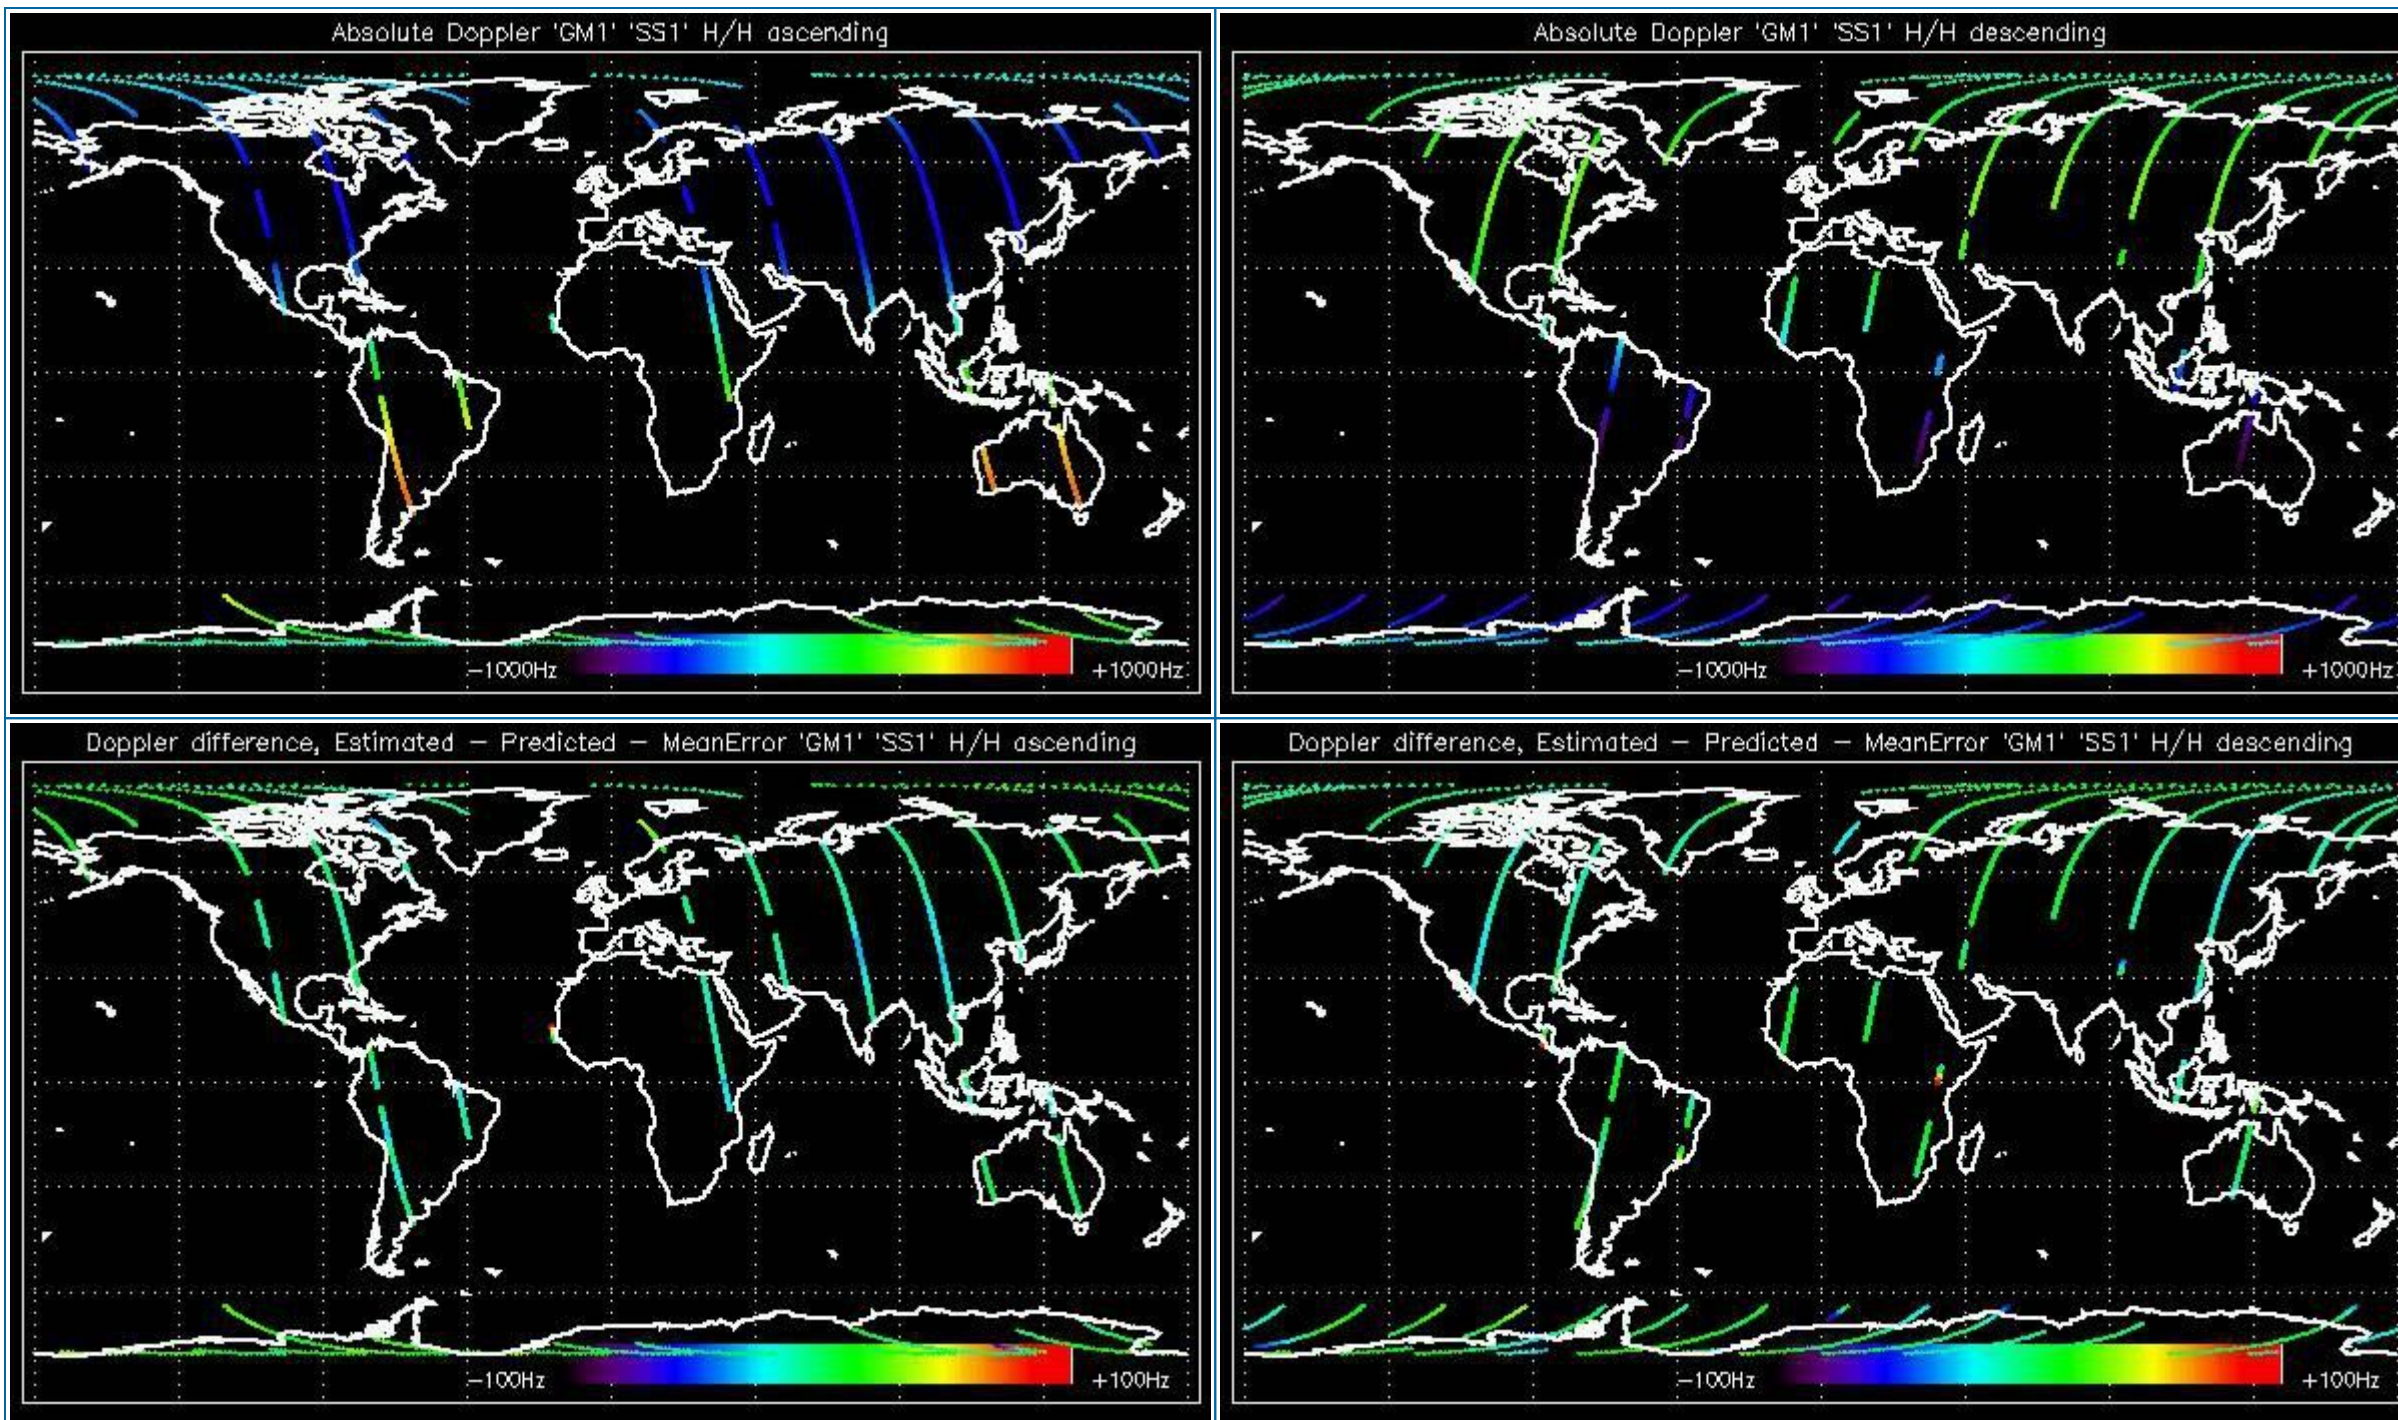 Absolute Doppler 'GM1' 'SS1' H/H ascending
-1000Hz
+1000Hz
Absolute Doppler 'GM1' 'SS1' H/H descending
-1000Hz
+1000Hz
Doppler difference, Estimated - Predicted - MeanError 'GM1' 'SS1' H/H ascending
-100Hz
+100Hz
Doppler difference, Estimated - Predicted - MeanError 'GM1' 'SS1' H/H descending
-100Hz
+100Hz